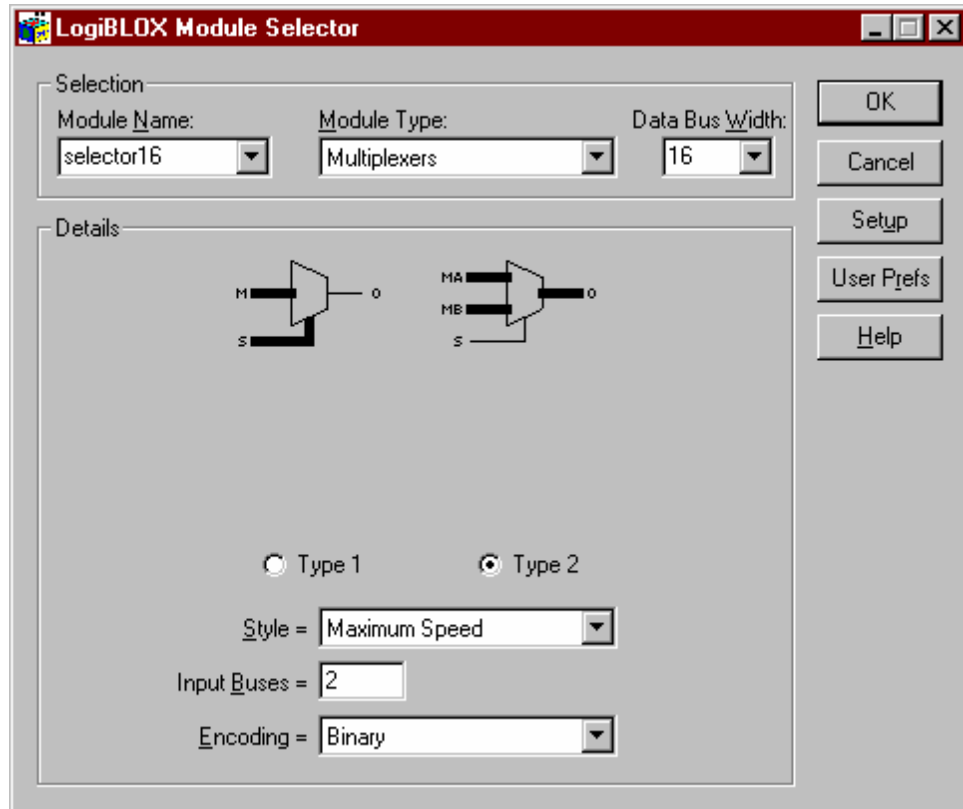 LogiBLOX Module Selector
Selection
Module Name:
Module Type:
Data Bus Width:
selector16
Multiplexers
16
OK
Cancel
Setup
User Prefs
Help
Details
M
O
S
MA
MB
O
S
Type 1
Type 2
Style =
Maximum Speed
Input Buses =
2
Encoding =
Binary